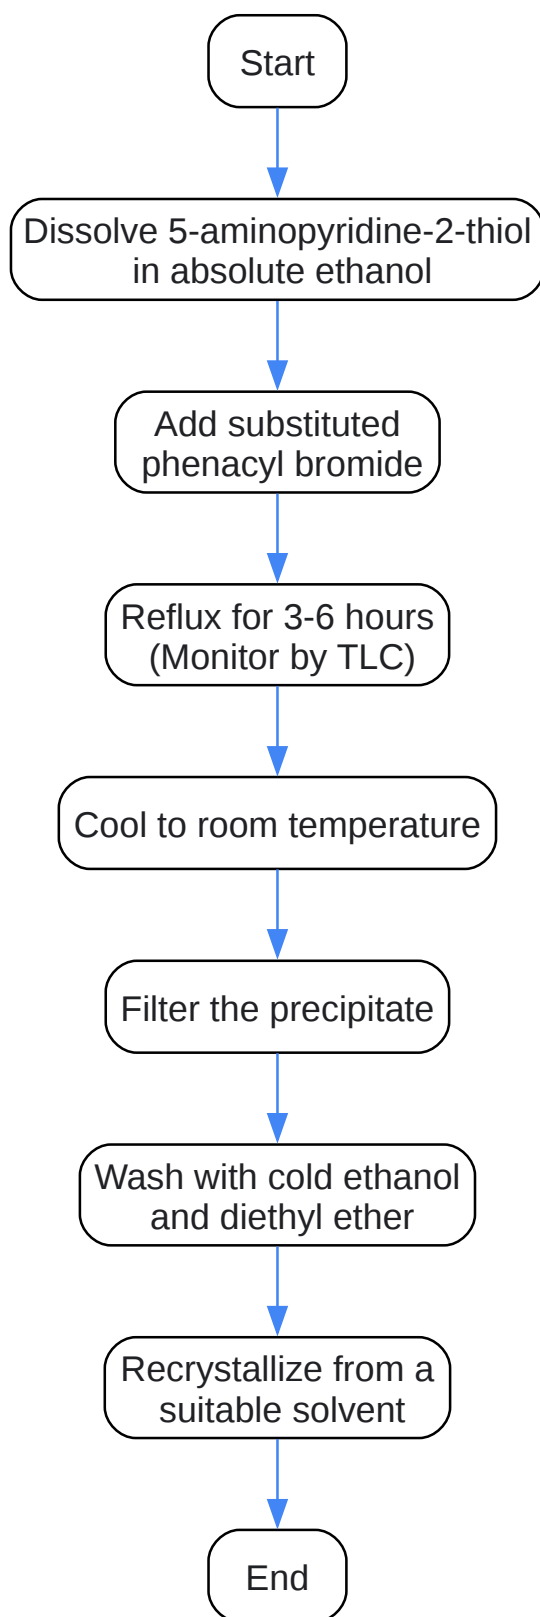 Start
Dissolve 5-aminopyridine-2-thiol
in absolute ethanol
Add substituted
phenacyl bromide
Reflux for 3-6 hours
(Monitor by TLC)
Cool to room temperature
Filter the precipitate
Wash with cold ethanol
and diethyl ether
Recrystallize from a
suitable solvent
End